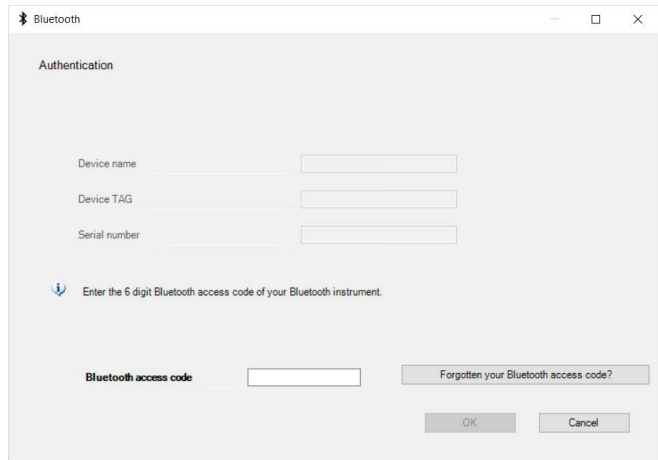 Bluetooth
Authentication
Device name
Device TAG
Serial number
Enter the 6 digit Bluetooth access code of your Bluetooth instrument.
Bluetooth access code
Forgotten your Bluetooth access code?
OK
Cancel